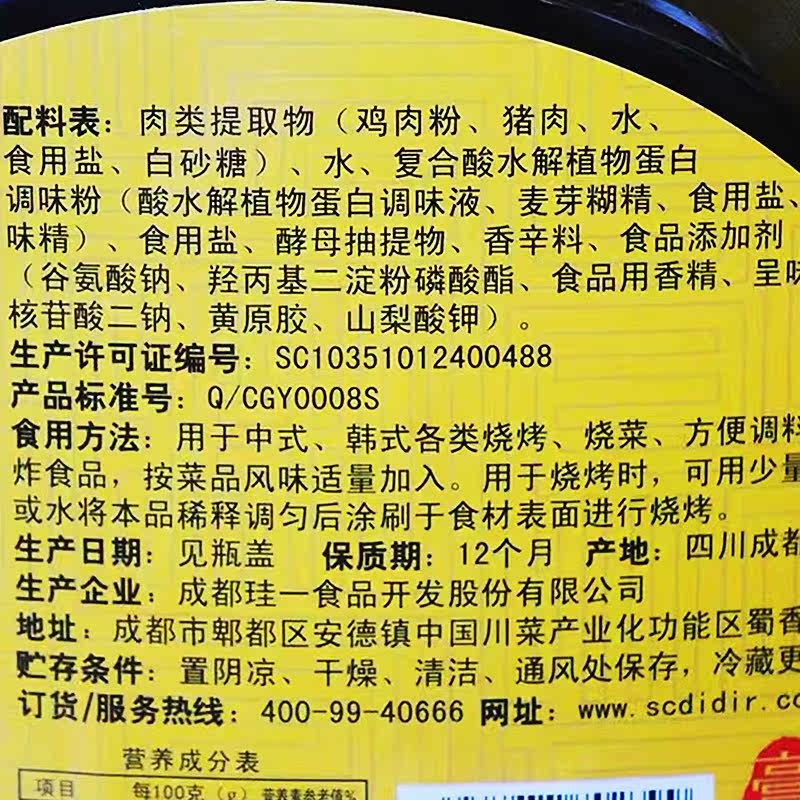 配料表：肉类提取物（鸡肉粉、猪肉、水、
食用盐、白砂糖）、水、复合酸水解植物蛋白
调味粉（酸水解植物蛋白调味液、麦芽糊精、食用盐、
味精）、食用盐、酵母抽提物、香辛料、食品添加剂
（谷氨酸钠、羟丙基二淀粉磷酸酯、食品用香精、呈味
核苷酸二钠、黄原胶、山梨酸钾）。
生产许可证编号：SC10351012400488
产品标准号：Q/CGY0008S
食用方法：用于中式、韩式各类烧烤、烧菜、方便调料
炸食品，按菜品风味适量加入。用于烧烤时，可用少量
或水将本品稀释调匀后涂刷于食材表面进行烧烤。
生产日期：见瓶盖 保质期：12个月 产地：四川成都
生产企业：成都珪一食品开发股份有限公司
地址：成都市郫都区安德镇中国川菜产业化功能区蜀香
贮存条件：置阴凉、干燥、清洁、通风处保存，冷藏更
订货/服务热线：400-99-40666 网址：www.scdidir.co
营养成分表
项目 每100克（g） 营养素参考值%